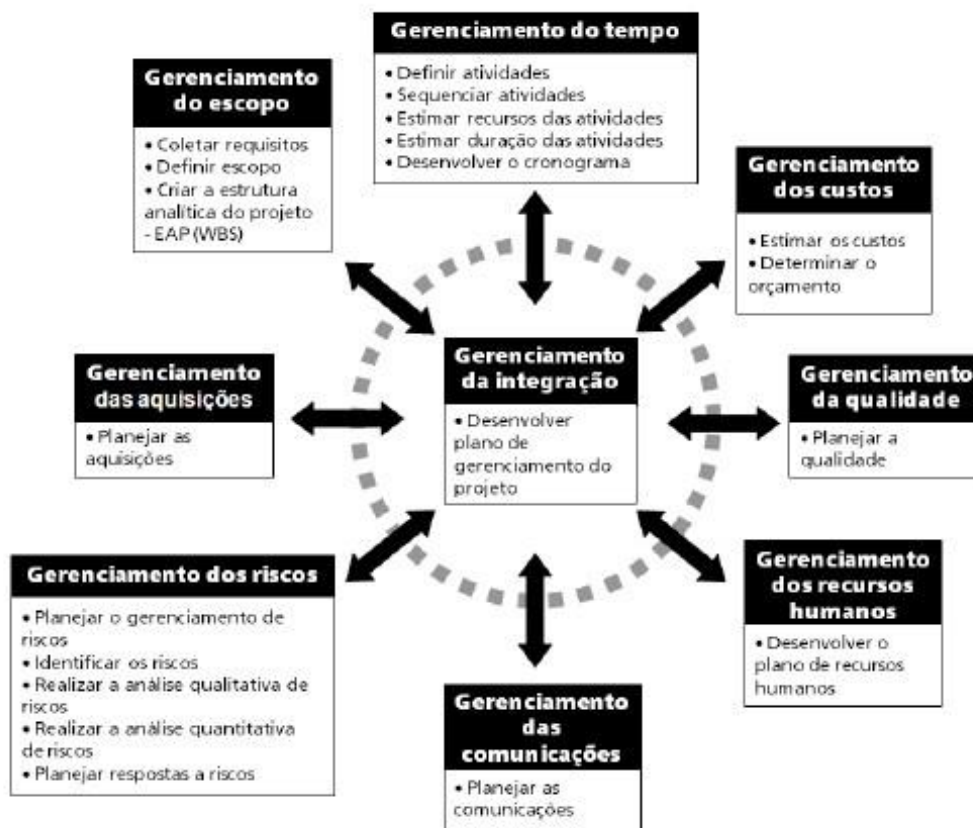 Gerenciamento do tempo
• Definir atividades
• Sequenciar atividades
• Estimar recursos das atividades
• Estimar duração das atividades
• Desenvolver o cronograma
Gerenciamento
do escopo
• Coletar requisitos
• Definir escopo
• Criar a estrutura
analítica do projeto
- EAP (WBS)
Gerenciamento
dos custos
• Estimar os custos
• Determinar o
orçamento
Gerenciamento
das aquisições
• Planejar as
aquisições
Gerenciamento
da integração
• Desenvolver
plano de
gerenciamento do
projeto
Gerenciamento
da qualidade
• Planejar a
qualidade
Gerenciamento dos riscos
• Planejar o gerenciamento de
riscos
• Identificar os riscos
• Realizar a análise qualitativa de
riscos
• Realizar a análise quantitativa
de riscos
• Planejar respostas a riscos
Gerenciamento
das
comunicações
• Planejar as
comunicações
Gerenciamento
dos recursos
humanos
• Desenvolver o
plano de recursos
humanos